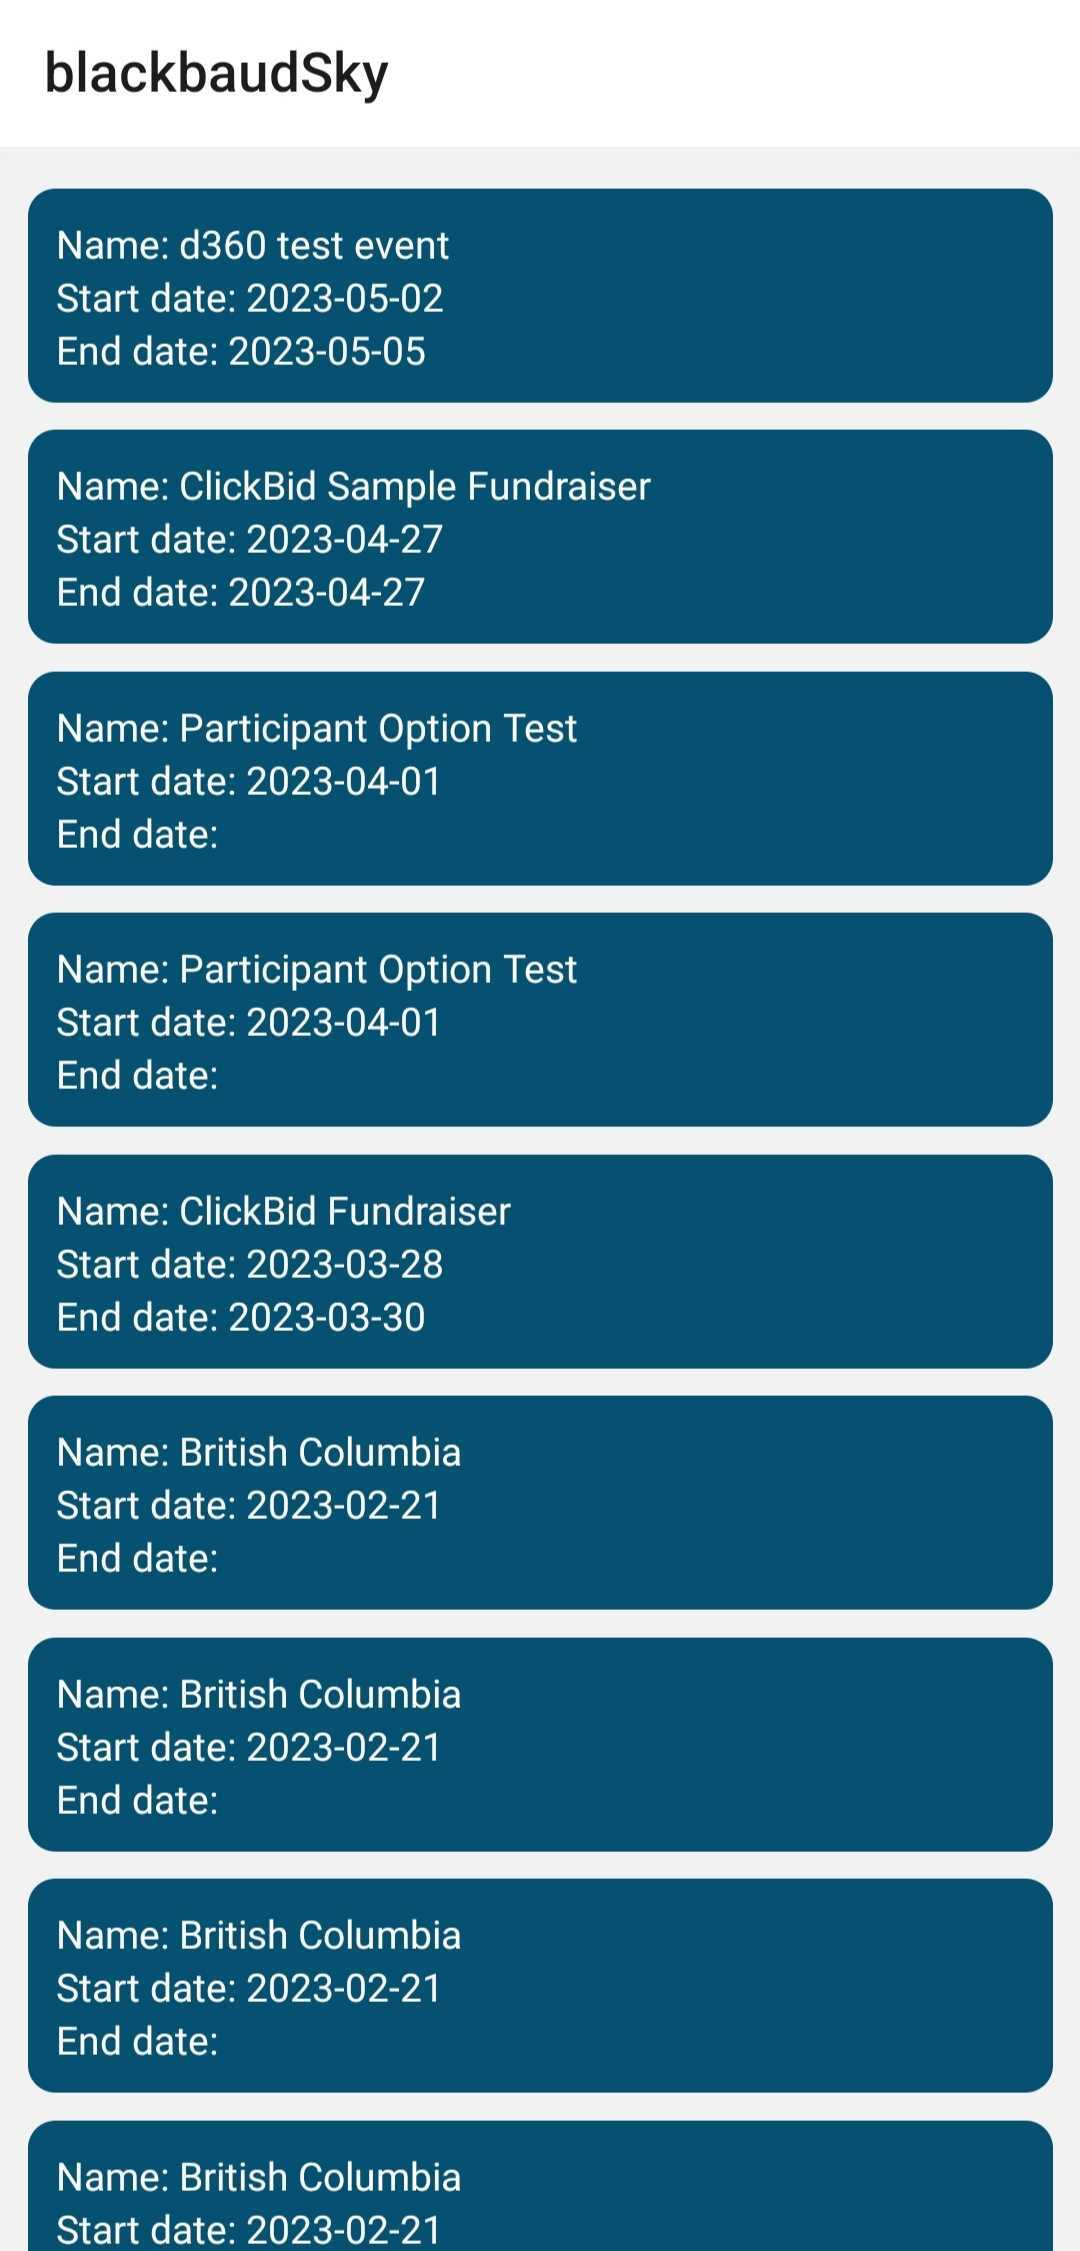 blackbaudSky
Name: d360 test event
Start date: 2023-05-02
End date: 2023-05-05
Name: ClickBid Sample Fundraiser
Start date: 2023-04-27
End date: 2023-04-27
Name: Participant Option Test
Start date: 2023-04-01
End date:
Name: Participant Option Test
Start date: 2023-04-01
End date:
Name: ClickBid Fundraiser
Start date: 2023-03-28
End date: 2023-03-30
Name: British Columbia
Start date: 2023-02-21
End date:
Name: British Columbia
Start date: 2023-02-21
End date:
Name: British Columbia
Start date: 2023-02-21
End date:
Name: British Columbia
Start date: 2023-02-21